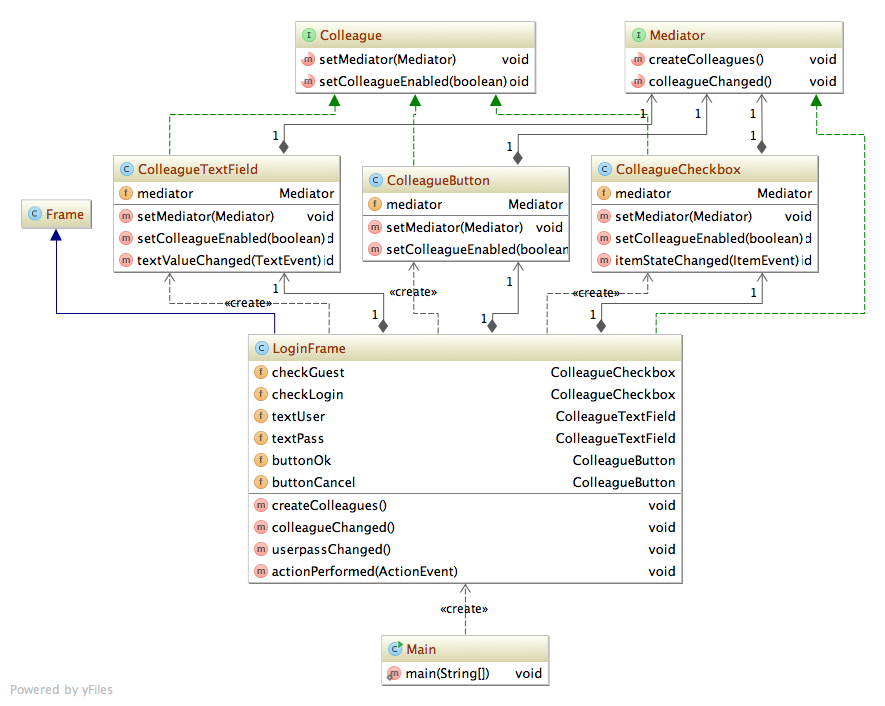 Colleague
setMediator(Mediator) void
setColleagueEnabled(boolean) oid
Mediator
createColleagues() void
colleagueChanged() void
1
1
1
1
1
1
ColleagueTextField
mediator Mediator
setMediator(Mediator) void
setColleagueEnabled(boolean) d
textValueChanged(TextEvent) id
ColleagueButton
mediator Mediator
setMediator(Mediator) void
setColleagueEnabled(boolean
ColleagueCheckbox
mediator Mediator
setMediator(Mediator) void
setColleagueEnabled(boolean) d
itemStateChanged(ItemEvent) id
Frame
«create»
«create»
«create»
1
1
1
1
1
1
LoginFrame
checkGuest ColleagueCheckbox
checkLogin ColleagueCheckbox
textUser ColleagueTextField
textPass ColleagueTextField
buttonOk ColleagueButton
buttonCancel ColleagueButton
createColleagues() void
colleagueChanged() void
userpassChanged() void
actionPerformed(ActionEvent) void
«create»
Main
main(String[]) void
Powered by yFiles